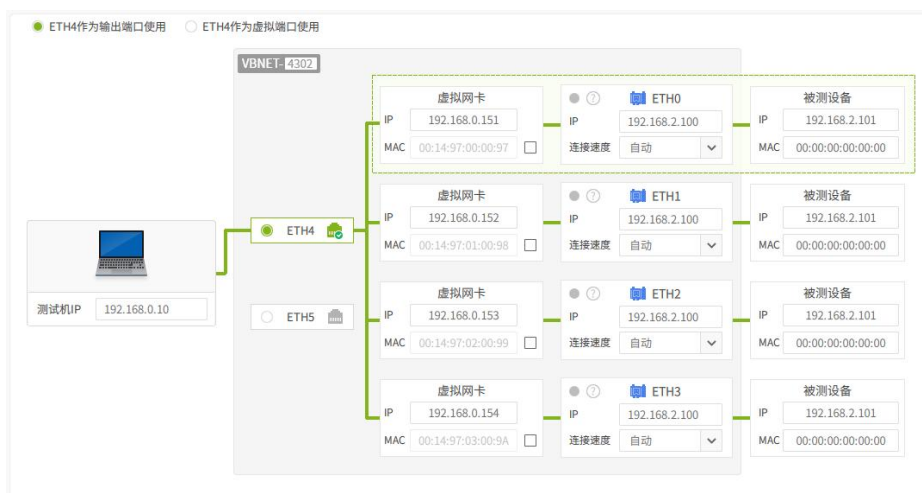 ETH4作为输出端口使用 ETH4作为虚拟端口使用
VBNET- 4302
虚拟网卡
IP 192.168.0.151
MAC 00:14:97:00:00:97
ETH0
IP 192.168.2.100
连接速度 自动
被测设备
IP 192.168.2.101
MAC 00:00:00:00:00:00
虚拟网卡
IP 192.168.0.152
MAC 00:14:97:01:00:98
ETH1
IP 192.168.2.100
连接速度 自动
被测设备
IP 192.168.2.101
MAC 00:00:00:00:00:00
ETH4
测试机IP 192.168.0.10
ETH5
虚拟网卡
IP 192.168.0.153
MAC 00:14:97:02:00:99
ETH2
IP 192.168.2.100
连接速度 自动
被测设备
IP 192.168.2.101
MAC 00:00:00:00:00:00
虚拟网卡
IP 192.168.0.154
MAC 00:14:97:03:00:9A
ETH3
IP 192.168.2.100
连接速度 自动
被测设备
IP 192.168.2.101
MAC 00:00:00:00:00:00